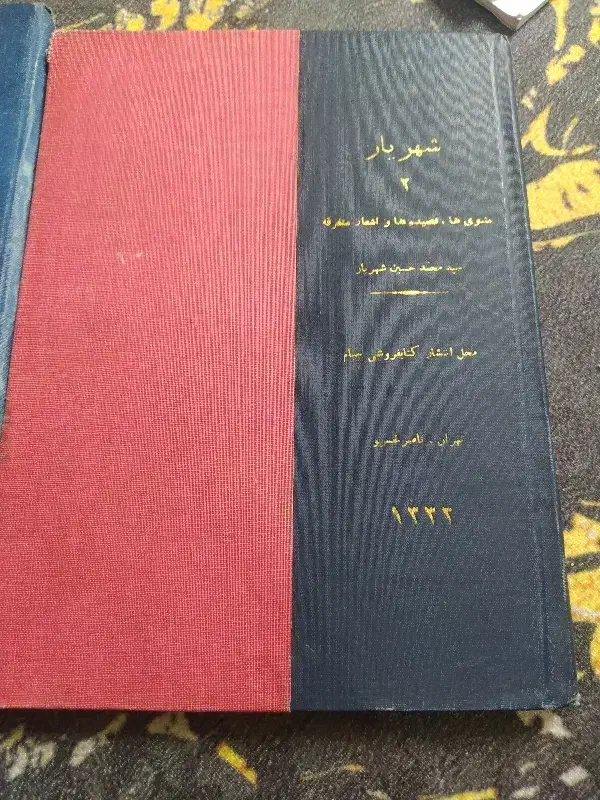 شهریار
۲
مثنوی ها ، قصیده ها و اشعار متفرقه
سید محمد حسین شهریار
محل انتشار کتابفروشی خیام
تهران . ناصر خسرو
۱۳۳۲